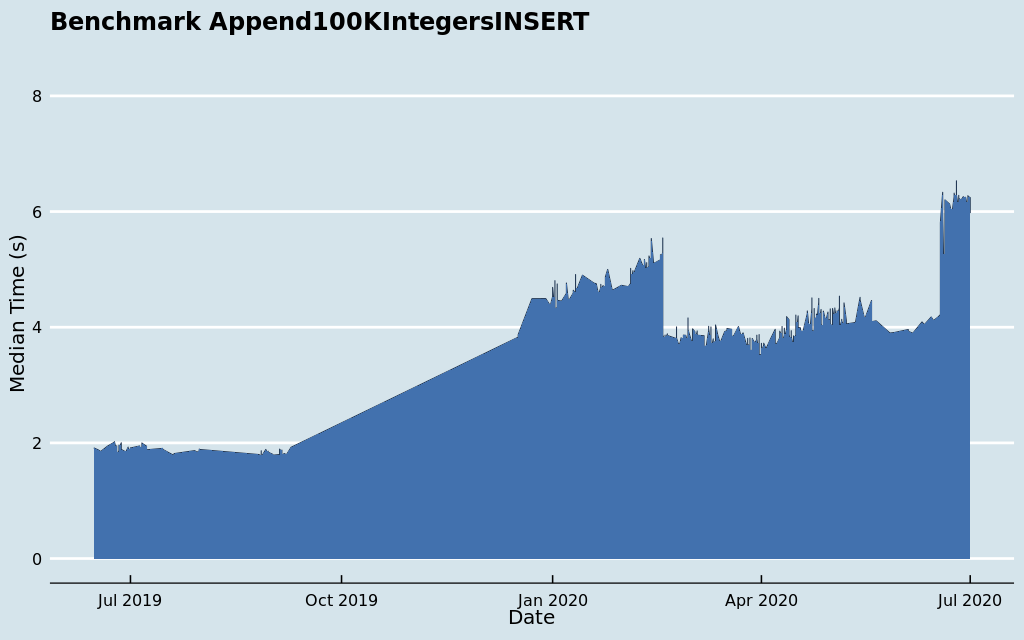 Benchmark Append100KIntegersINSERT
8
6
4
2
0
Median Time (s)
Jul 2019 Oct 2019 Jan 2020 Apr 2020 Jul 2020
Date